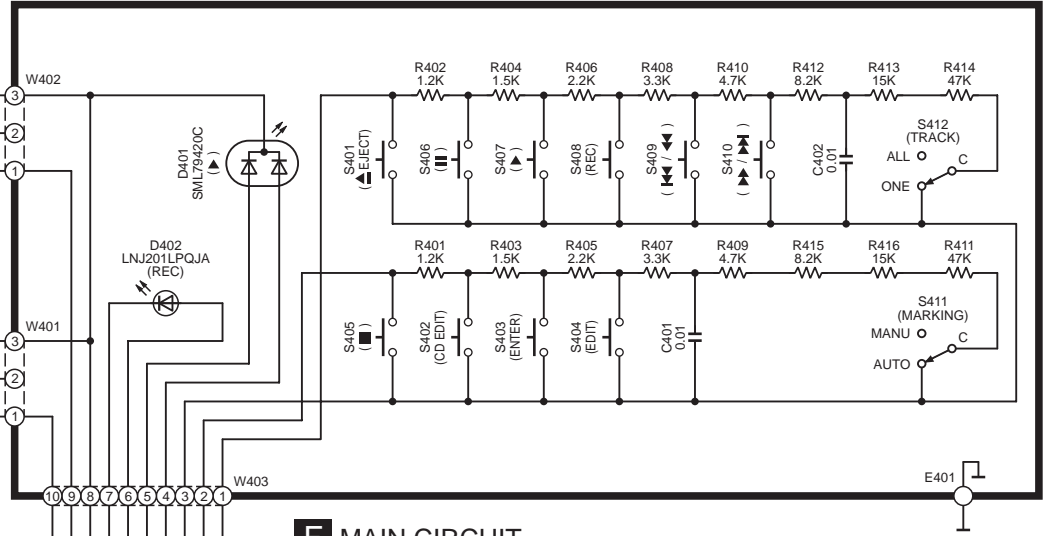 W402
3
2
1
D401
SML79420C
(▲)
D402
LNJ201LPQJA
(REC)
W401
3
2
1
R402
1.2K
R404
1.5K
R406
2.2K
R408
3.3K
R410
4.7K
R412
8.2K
R413
15K
R414
47K
S401
(▲ EJECT)
S406
(II)
S407
(▲)
S408
(REC)
S409
( / )
S410
( / )
C402
0.01
S412
(TRACK)
ALL
C
ONE
R401
1.2K
R403
1.5K
R405
2.2K
R407
3.3K
R409
4.7K
R415
8.2K
R416
15K
R411
47K
S405
(■)
S402
(CD EDIT)
S403
(ENTER)
S404
(EDIT)
C401
0.01
S411
(MARKING)
MANU
C
AUTO
10 9 8 7 6 5 4 3 2 1
W403
E401
E MAIN CIRCUIT